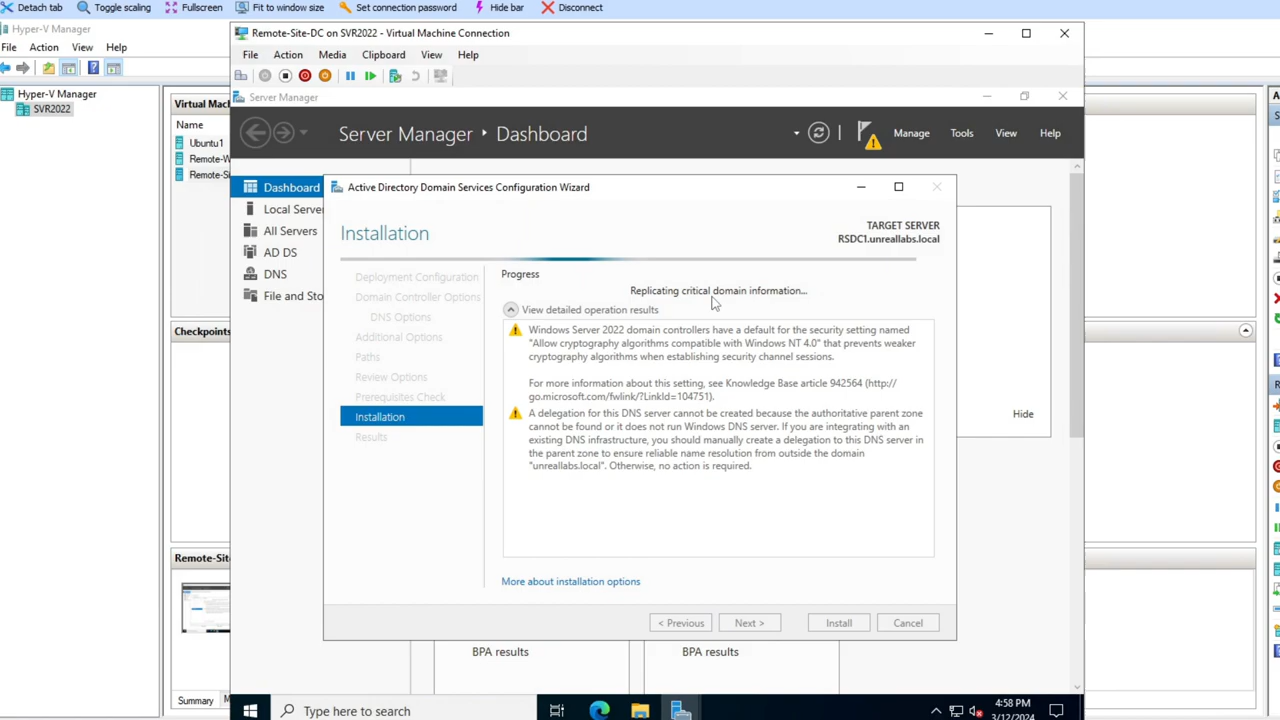 Detach tab Toggle scaling Fullscreen Fit to window size Set connection password Hide bar Disconnect
Hyper-V Manager
File Action View Help
Hyper-V Manager
SVR2022
Virtual Mac
Name
Ubuntu1
Remote-W
Remote-Si
Checkpoints
Remote-Sit
Summary
Remote-Site-DC on SVR2022 - Virtual Machine Connection
File Action Media Clipboard View Help
Server Manager
Server Manager Dashboard
Manage Tools View Help
Dashboard
Local Server
All Servers
AD DS
DNS
File and Sto
Active Directory Domain Services Configuration Wizard
Installation
TARGET SERVER
RSDC1.unreallabs.local
Deployment Configuration
Domain Controller Options
DNS Options
Additional Options
Paths
Review Options
Prerequisites Check
Installation
Results
Progress
Replicating critical domain information...
View detailed operation results
Windows Server 2022 domain controllers have a default for the security setting named
"Allow cryptography algorithms compatible with Windows NT 4.0" that prevents weaker
cryptography algorithms when establishing security channel sessions.
For more information about this setting, see Knowledge Base article 942564 (http://
go.microsoft.com/fwlink/?LinkId=104751).
A delegation for this DNS server cannot be created because the authoritative parent zone
cannot be found or it does not run Windows DNS server. If you are integrating with an
existing DNS infrastructure, you should manually create a delegation to this DNS server in
the parent zone to ensure reliable name resolution from outside the domain
"unreallabs.local". Otherwise, no action is required.
More about installation options
< Previous Next > Install Cancel
Hide
BPA results BPA results
Type here to search
4:58 PM
3/12/2024